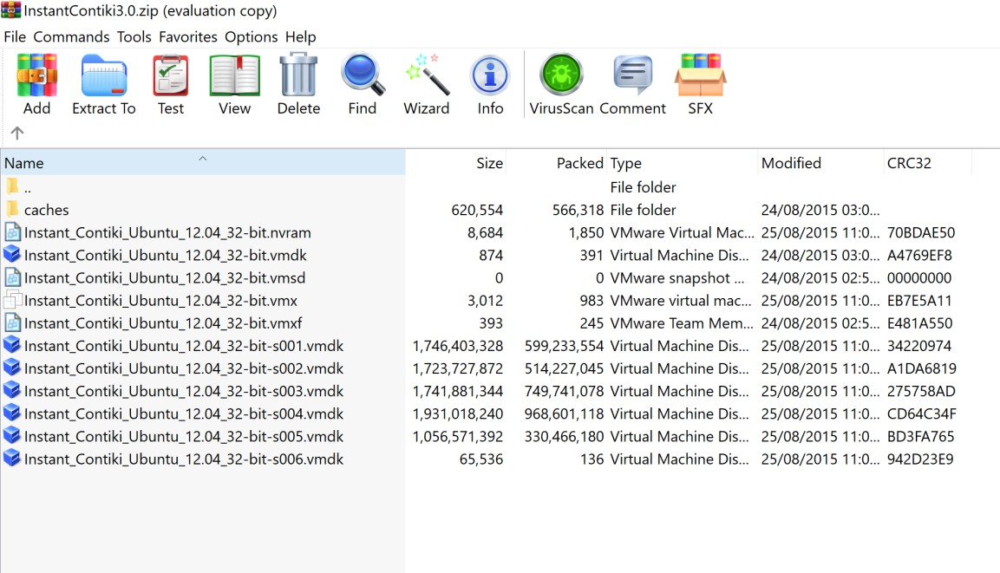 InstantContiki3.0.zip (evaluation copy)
File Commands Tools Favorites Options Help
Add Extract To Test View Delete Find Wizard Info VirusScan Comment SFX
Name Size Packed Type Modified CRC32
.. File folder
caches 620,554 566,318 File folder 24/08/2015 03:0...
Instant_Contiki_Ubuntu_12.04_32-bit.nvram 8,684 1,850 VMware Virtual Mac... 25/08/2015 11:0... 70BDAE50
Instant_Contiki_Ubuntu_12.04_32-bit.vmdk 874 391 Virtual Machine Dis... 24/08/2015 03:0... A4769EF8
Instant_Contiki_Ubuntu_12.04_32-bit.vmsd 0 0 VMware snapshot ... 24/08/2015 02:5... 00000000
Instant_Contiki_Ubuntu_12.04_32-bit.vmx 3,012 983 VMware virtual mac... 25/08/2015 11:0... EB7E5A11
Instant_Contiki_Ubuntu_12.04_32-bit.vmxf 393 245 VMware Team Mem... 24/08/2015 02:5... E481A550
Instant_Contiki_Ubuntu_12.04_32-bit-s001.vmdk 1,746,403,328 599,233,554 Virtual Machine Dis... 25/08/2015 11:0... 34220974
Instant_Contiki_Ubuntu_12.04_32-bit-s002.vmdk 1,723,727,872 514,227,045 Virtual Machine Dis... 25/08/2015 11:0... A1DA6819
Instant_Contiki_Ubuntu_12.04_32-bit-s003.vmdk 1,741,881,344 749,741,078 Virtual Machine Dis... 25/08/2015 11:0... 275758AD
Instant_Contiki_Ubuntu_12.04_32-bit-s004.vmdk 1,931,018,240 968,601,118 Virtual Machine Dis... 25/08/2015 11:0... CD64C34F
Instant_Contiki_Ubuntu_12.04_32-bit-s005.vmdk 1,056,571,392 330,466,180 Virtual Machine Dis... 25/08/2015 11:0... BD3FA765
Instant_Contiki_Ubuntu_12.04_32-bit-s006.vmdk 65,536 136 Virtual Machine Dis... 25/08/2015 11:0... 942D23E9